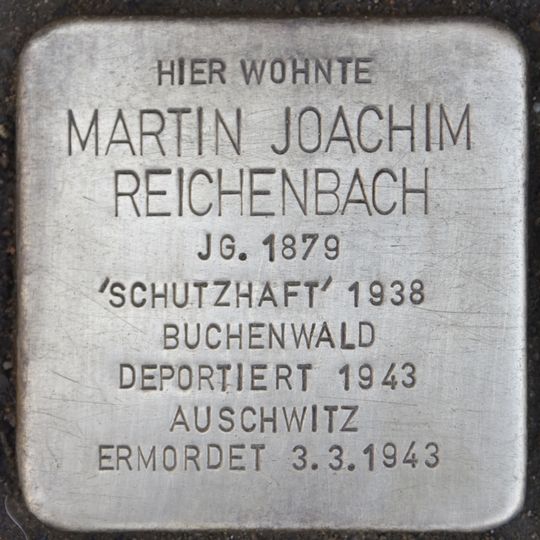 HIER WOHNTE
MARTIN JOACHIM
REICHENBACH
JG. 1879
'SCHUTZHAFT' 1938
BUCHENWALD
DEPORTIERT 1943
AUSCHWITZ
ERMORDET 3.3.1943